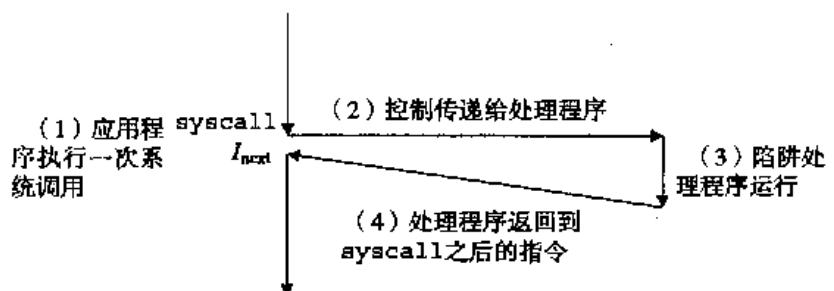 (1)应用程
序执行一次系
统调用
syscall
Inext
(2)控制传递给处理程序
(3)陷阱处
理程序运行
(4)处理程序返回到
syscall之后的指令